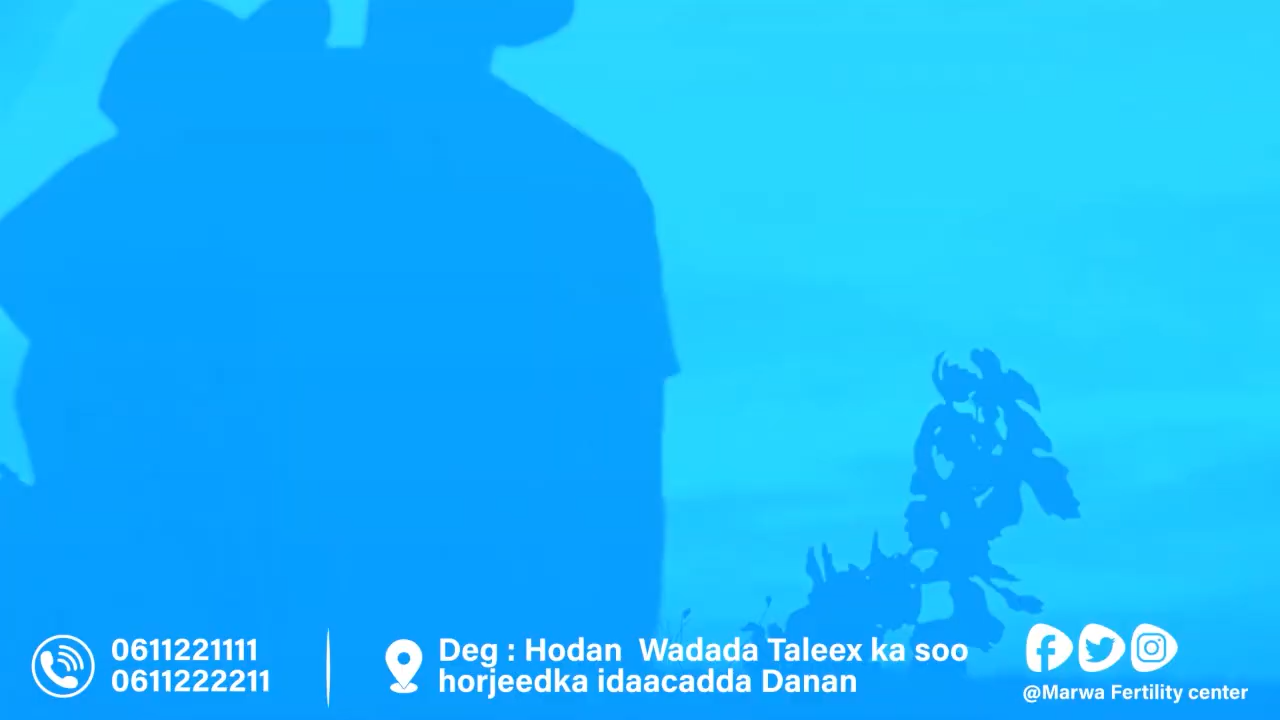 0611221111
0611222211
Deg : Hodan Wadada Taleex ka soo
horjeedka idaacadda Danan
@Marwa Fertility center